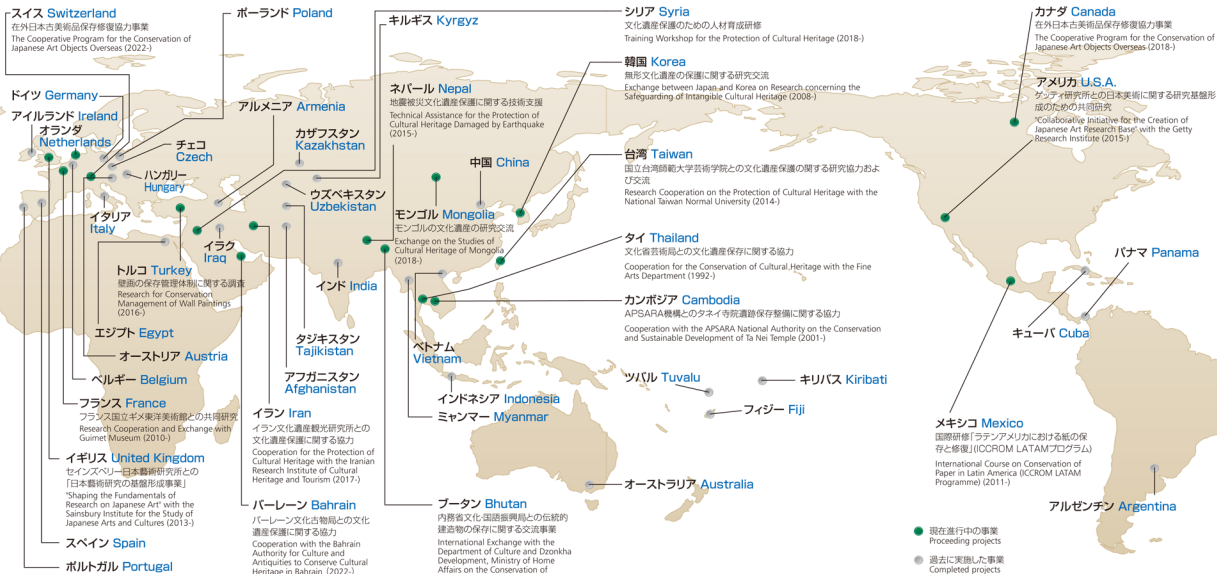 スイス Switzerland
在外日本古美術品保存修復協力事業
The Cooperative Program for the Conservation of
Japanese Art Objects Overseas (2022-)
ポーランド Poland
キルギス Kyrgyz
シリア Syria
文化遺産保護のための人材育成研修
Training Workshop for the Protection of Cultural Heritage (2018-)
カナダ Canada
在外日本古美術品保存修復協力事業
The Cooperative Program for the Conservation of
Japanese Art Objects Overseas (2018-)
韓国 Korea
無形文化遺産の保護に関する研究交流
Exchange between Japan and Korea on Research concerning the
Safeguarding of Intangible Cultural Heritage (2008-)
アメリカ U.S.A.
ゲッティ研究所との日本美術に関する研究基盤形
成のための共同研究
"Collaborative Initiative for the Creation of
Japanese Art Research Base" with the Getty
Research Institute (2015-)
ドイツ Germany
アイルランド Ireland
オランダ
Netherlands
アルメニア Armenia
ネパール Nepal
地震被災文化遺産保護に関する技術支援
Technical Assistance for the Protection of
Cultural Heritage Damaged by Earthquake
(2015-)
チェコ
Czech
カザフスタン
Kazakhstan
中国 China
台湾 Taiwan
国立台湾師範大学芸術学院との文化遺産保護の関する研究協力およ
び交流
Research Cooperation on the Protection of Cultural Heritage with the
National Taiwan Normal University (2014-)
ハンガリー
Hungary
ウズベキスタン
Uzbekistan
イタリア
Italy
イラク
Iraq
モンゴル Mongolia
モンゴルの文化遺産の研究交流
Exchange on the Studies of
Cultural Heritage of Mongolia
(2018-)
タイ Thailand
文化省芸術局との文化遺産保存に関する協力
Cooperation for the Conservation of Cultural Heritage with the Fine
Arts Department (1992-)
パナマ Panama
トルコ Turkey
壁画の保存管理体制に関する調査
Research for Conservation
Management of Wall Paintings
(2016-)
インド India
カンボジア Cambodia
APSARA機構とのタネイ寺院遺跡保存整備に関する協力
Cooperation with the APSARA National Authority on the Conservation
and Sustainable Development of Ta Nei Temple (2001-)
エジプト Egypt
キューバ Cuba
タジキスタン
Tajikistan
ベトナム
Vietnam
オーストリア Austria
ベルギー Belgium
アフガニスタン
Afghanistan
ツバル Tuvalu
キリバス Kiribati
インドネシア Indonesia
フランス France
フランス国立ギメ東洋美術館との共同研究
Research Cooperation and Exchange with
Guimet Museum (2010-)
イラン Iran
イラン文化遺産観光研究所との
文化遺産保護に関する協力
Cooperation for the Protection of
Cultural Heritage with the Iranian
Research Institute of Cultural
Heritage and Tourism (2017-)
ミャンマー Myanmar
フィジー Fiji
メキシコ Mexico
国際研修「ラテンアメリカにおける紙の保
存と修復」(ICCROM LATAMプログラム)
International Course on Conservation of
Paper in Latin America (ICCROM LATAM
Programme) (2011-)
イギリス United Kingdom
セインズベリー日本藝術研究所との
「日本藝術研究の基盤形成事業」
"Shaping the Fundamentals of
Research on Japanese Art" with the
Sainsbury Institute for the Study of
Japanese Arts and Cultures (2013-)
オーストラリア Australia
バーレーン Bahrain
バーレーン文化古物局との文化
遺産保護に関する協力
Cooperation with the Bahrain
Authority for Culture and
Antiquities to Conserve Cultural
Heritage in Bahrain (2022-)
ブータン Bhutan
内務省文化・国語振興局との伝統的
建造物の保存に関する交流事業
International Exchange with the
Department of Culture and Dzonkha
Development, Ministry of Home
Affairs on the Conservation of
アルゼンチン Argentina
スペイン Spain
ポルトガル Portugal
現在進行中の事業
Proceeding projects
過去に実施した事業
Completed projects